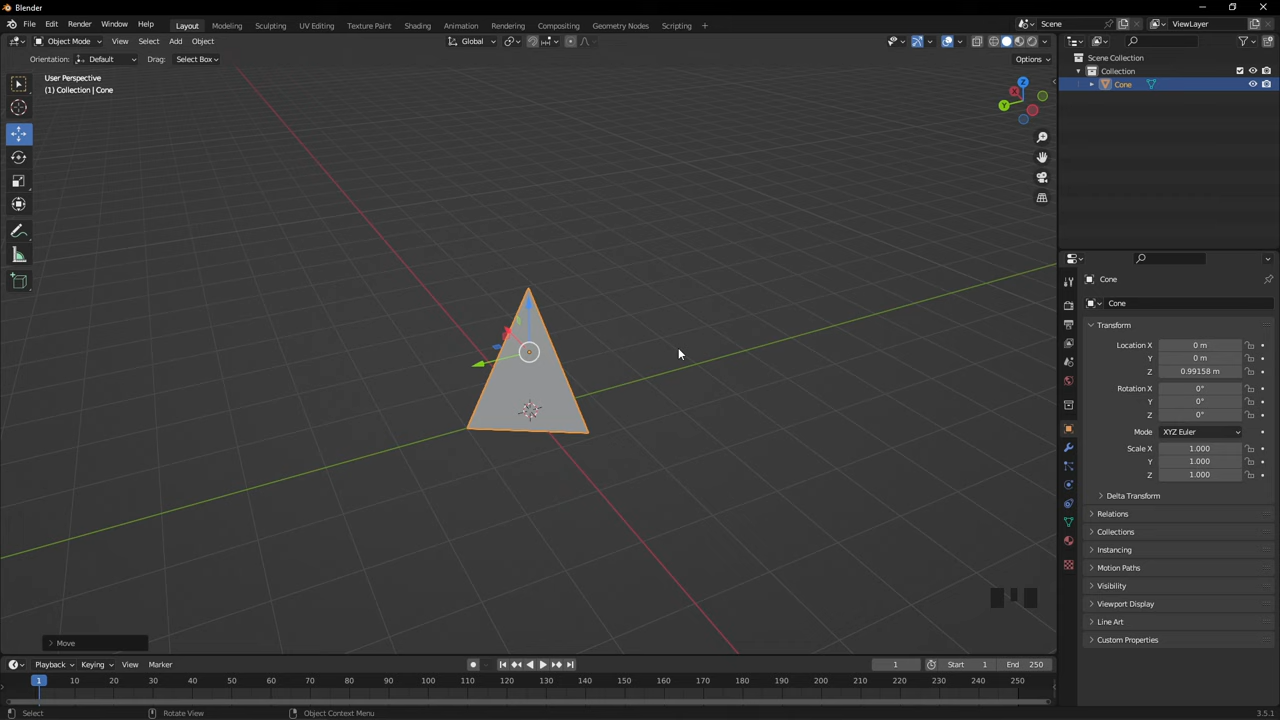 Blender
File Edit Render Window Help Layout Modeling Sculpting UV Editing Texture Paint Shading Animation Rendering Compositing Geometry Nodes Scripting + Scene ViewLayer
Object Mode View Select Add Object Global
Orientation: Default Drag: Select Box Options
User Perspective
(1) Collection | Cone
Z
X
Y
Move
Scene Collection
Collection
Cone
Cone
Cone
Transform
Location X 0 m
Y 0 m
Z 0.99158 m
Rotation X 0°
Y 0°
Z 0°
Mode XYZ Euler
Scale X 1.000
Y 1.000
Z 1.000
Delta Transform
Relations
Collections
Instancing
Motion Paths
Visibility
Viewport Display
Line Art
Custom Properties
Playback Keying View Marker 1 Start 1 End 250
1 10 20 30 40 50 60 70 80 90 100 110 120 130 140 150 160 170 180 190 200 210 220 230 240 250
Select Rotate View Object Context Menu 3.5.1